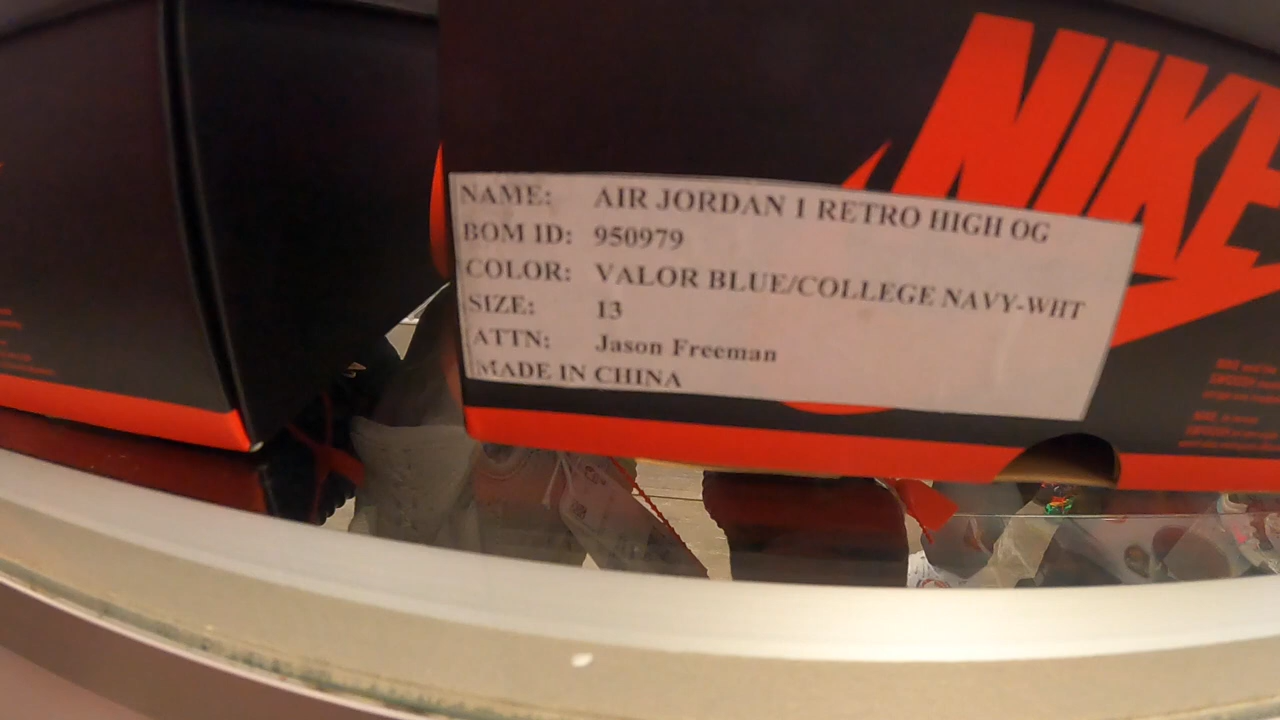 NIKE
NAME: AIR JORDAN 1 RETRO HIGH OG
BOM ID: 950979
COLOR: VALOR BLUE/COLLEGE NAVY-WHT
SIZE: 13
ATTN: Jason Freeman
MADE IN CHINA